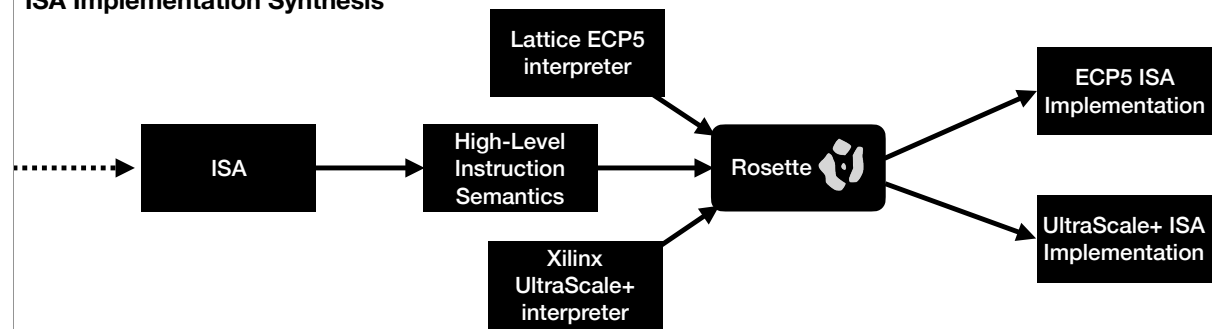 ISA Implementation Synthesis
Lattice ECP5
interpreter
ECP5 ISA
Implementation
ISA
High-Level
Instruction
Semantics
Rosette
UltraScale+ ISA
Implementation
Xilinx
UltraScale+
interpreter